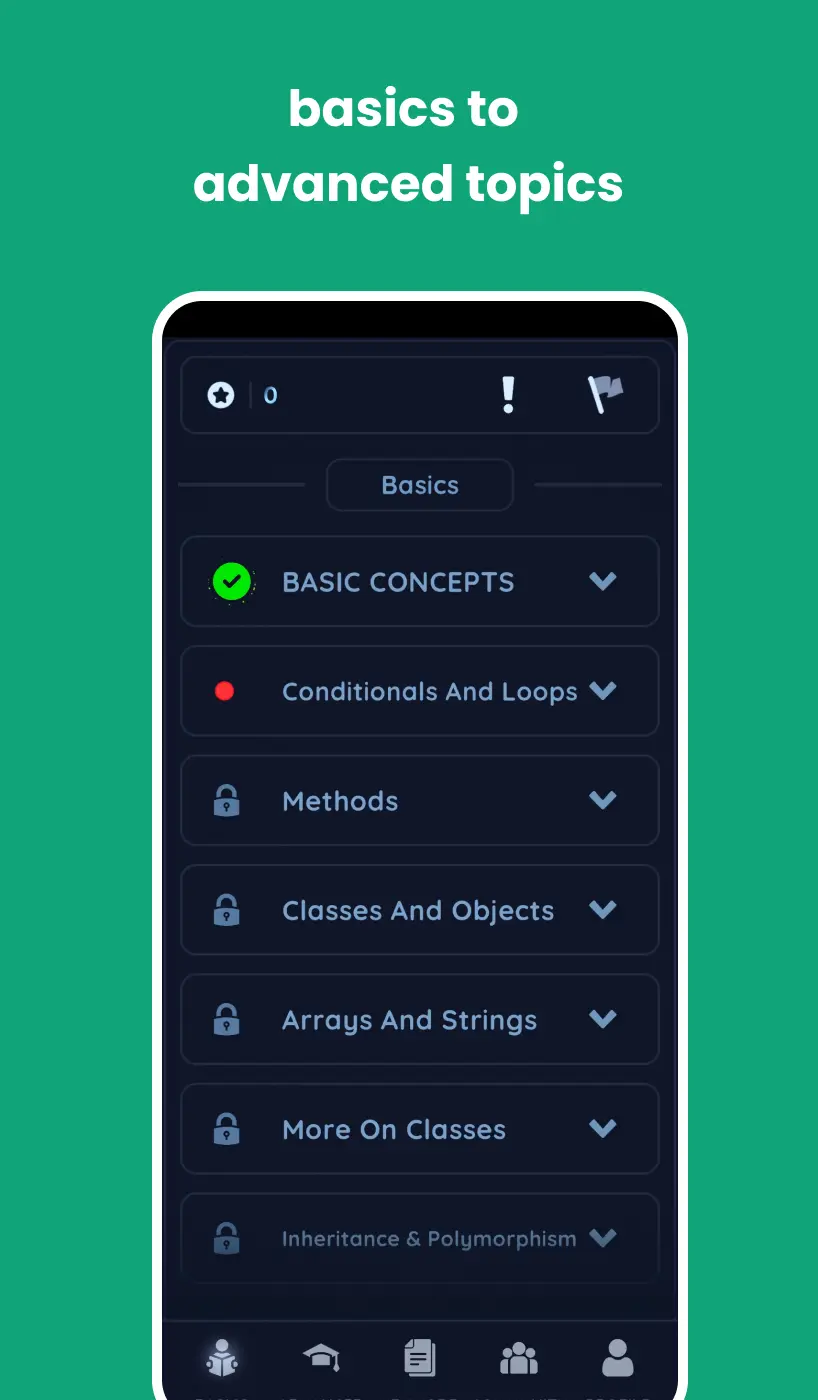 basics to
advanced topics
0
Basics
BASIC CONCEPTS
Conditionals And Loops
Methods
Classes And Objects
Arrays And Strings
More On Classes
Inheritance & Polymorphism